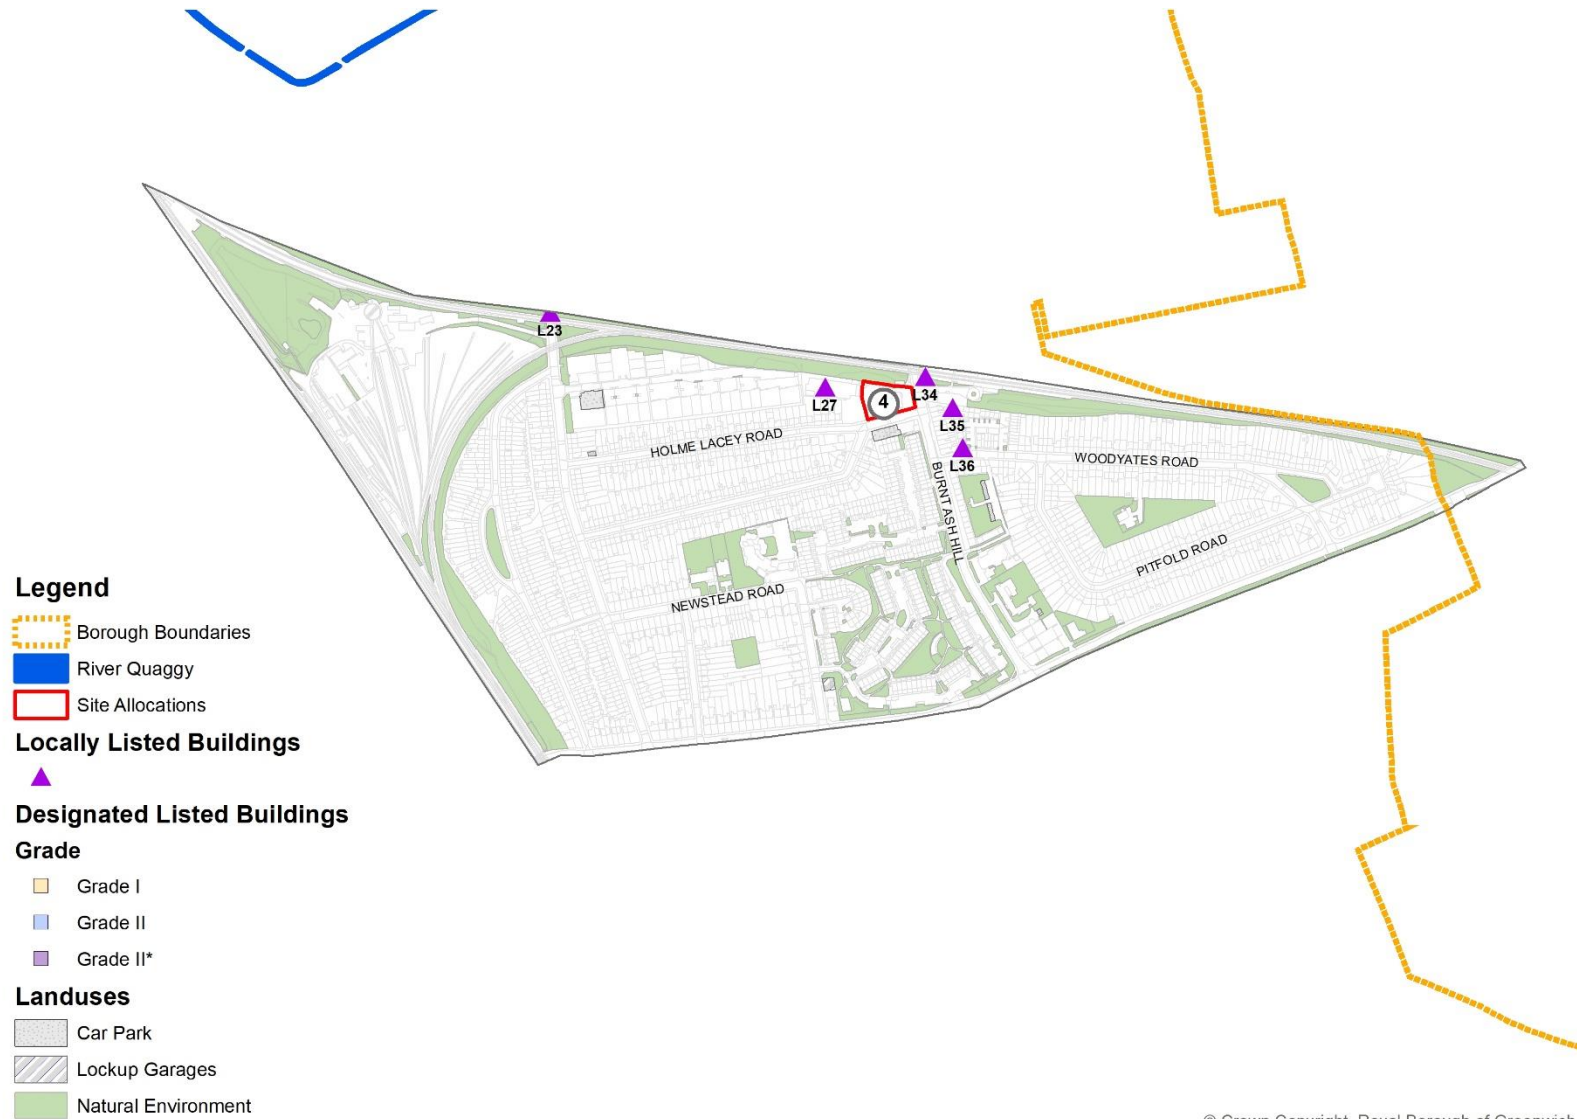 L23
L27
4
L34
L35
L36
HOLME LACEY ROAD
WOODYATES ROAD
BURNT ASH HILL
PITFOLD ROAD
NEWSTEAD ROAD
Legend
Borough Boundaries
River Quaggy
Site Allocations
Locally Listed Buildings
Designated Listed Buildings
Grade
Grade I
Grade II
Grade II*
Landuses
Car Park
Lockup Garages
Natural Environment
© Crown Copyright, Royal Borough of Greenwich